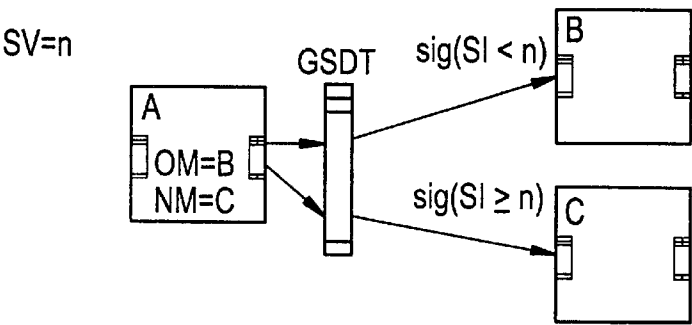 SV=n
GSDT
sig(SI < n)
B
A
OM=B
NM=C
sig(SI ≥ n)
C